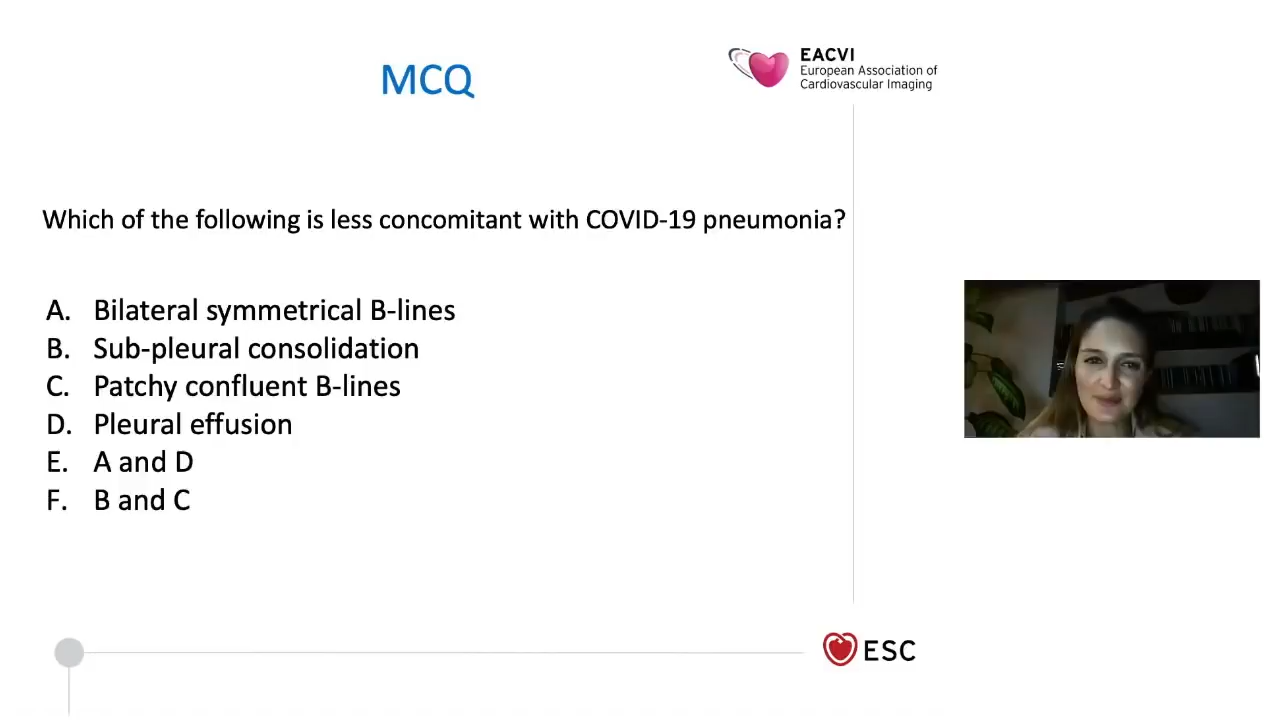 MCQ
EACVI
European Association of
Cardiovascular Imaging
Which of the following is less concomitant with COVID-19 pneumonia?
A. Bilateral symmetrical B-lines
B. Sub-pleural consolidation
C. Patchy confluent B-lines
D. Pleural effusion
E. A and D
F. B and C
ESC